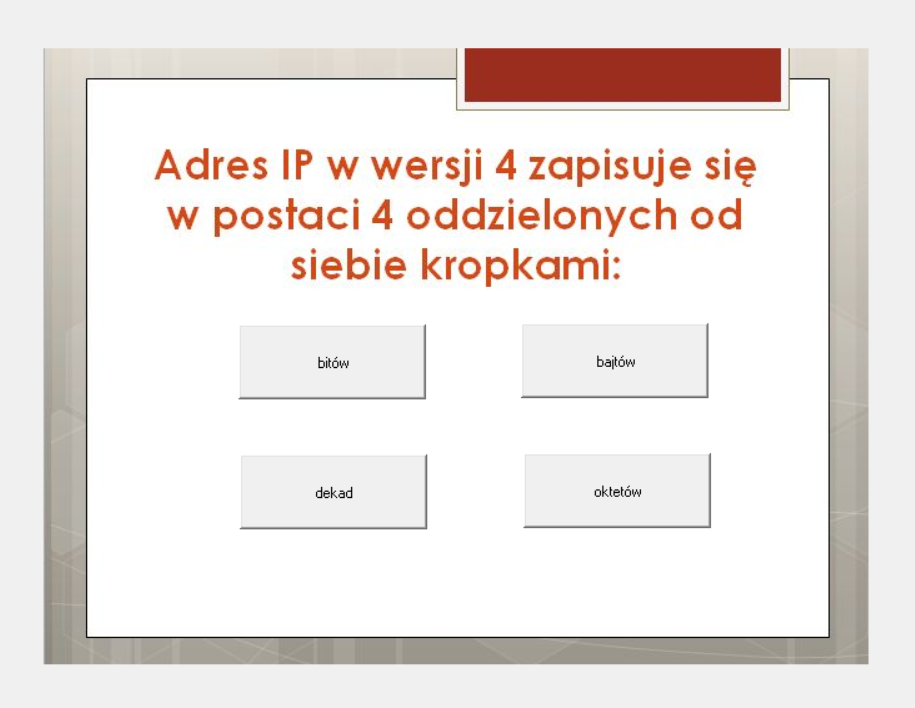 Adres IP w wersji 4 zapisuje się
w postaci 4 oddzielonych od
siebie kropkami:
bitów
bajtów
dekad
oktetów